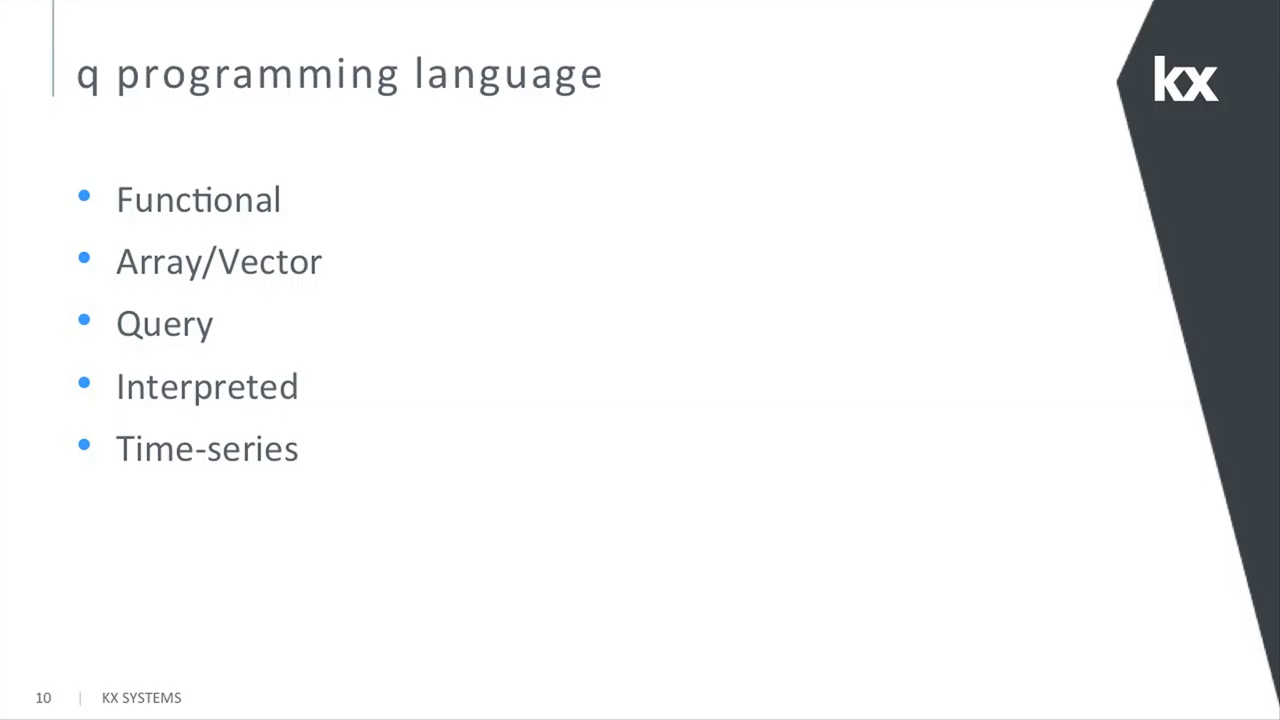 q programming language
kx
• Functional
• Array/Vector
• Query
• Interpreted
• Time-series
10 | KX SYSTEMS